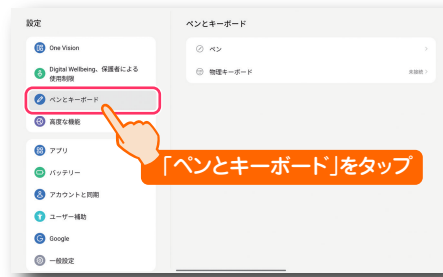 設定
One Vision
Digital Wellbeing、保護者による
使用制限
ペンとキーボード
高度な機能
アプリ
バッテリー
アカウントと同期
ユーザー補助
Google
一般設定
ペンとキーボード
ペン
物理キーボード
未接続
「ペンとキーボード」をタップ